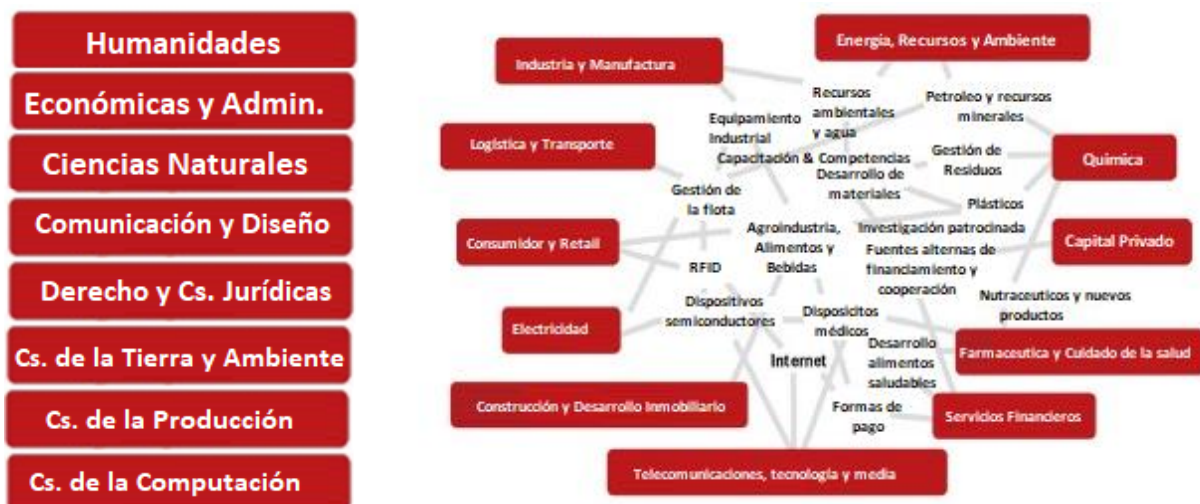 Humanidades
Económicas y Admin.
Ciencias Naturales
Comunicación y Diseño
Derecho y Cs. Jurídicas
Cs. de la Tierra y Ambiente
Cs. de la Producción
Cs. de la Computación
Energia, Recursos y Ambiente
Industria y Manufactura
Recursos
ambientales
y agua
Petroleo y recursos
minerales
Equipamiento
Industrial
Logística y Transporte
Capacitación & Competencias
Desarrollo de
materiales
Gestión de
Residuos
Química
Gestión de
la flota
Plásticos
Agroindustria,
Alimentos y
Bebidas
Investigación patrocinada
Consumidor y Retail
Fuentes alternas de
financiamiento y
cooperación
Capital Privado
RFID
Dispositivos
semiconductores
Disposicitos
médicos
Nutraceuticos y nuevos
productos
Electricidad
Internet
Desarrollo
alimentos
saludables
Farmaceutica y Cuidado de la salud
Construcción y Desarrollo Inmobiliario
Formas de
pago
Servicios Financieros
Telecomunicaciones, tecnología y media